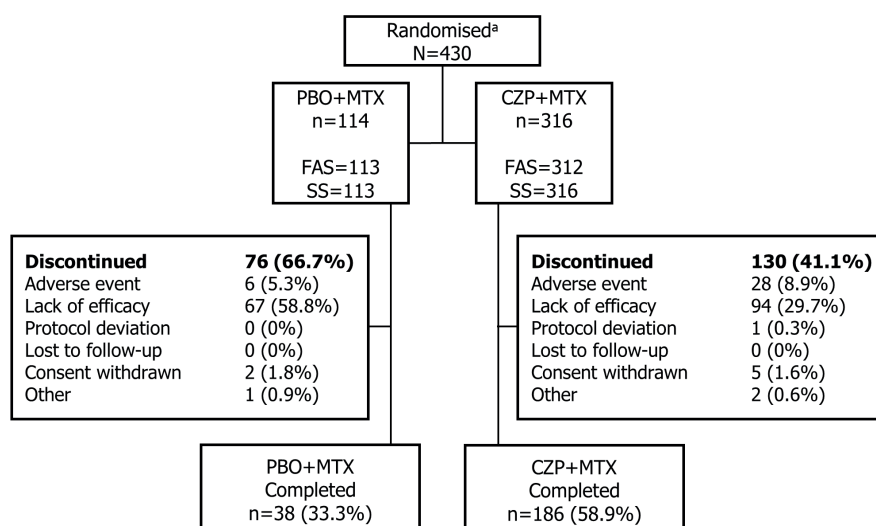 Randomisedª
N=430
PBO+MTX
n=114
FAS=113
SS=113
CZP+MTX
n=316
FAS=312
SS=316
Discontinued 76 (66.7%)
Adverse event 6 (5.3%)
Lack of efficacy 67 (58.8%)
Protocol deviation 0 (0%)
Lost to follow-up 0 (0%)
Consent withdrawn 2 (1.8%)
Other 1 (0.9%)
Discontinued 130 (41.1%)
Adverse event 28 (8.9%)
Lack of efficacy 94 (29.7%)
Protocol deviation 1 (0.3%)
Lost to follow-up 0 (0%)
Consent withdrawn 5 (1.6%)
Other 2 (0.6%)
PBO+MTX
Completed
n=38 (33.3%)
CZP+MTX
Completed
n=186 (58.9%)